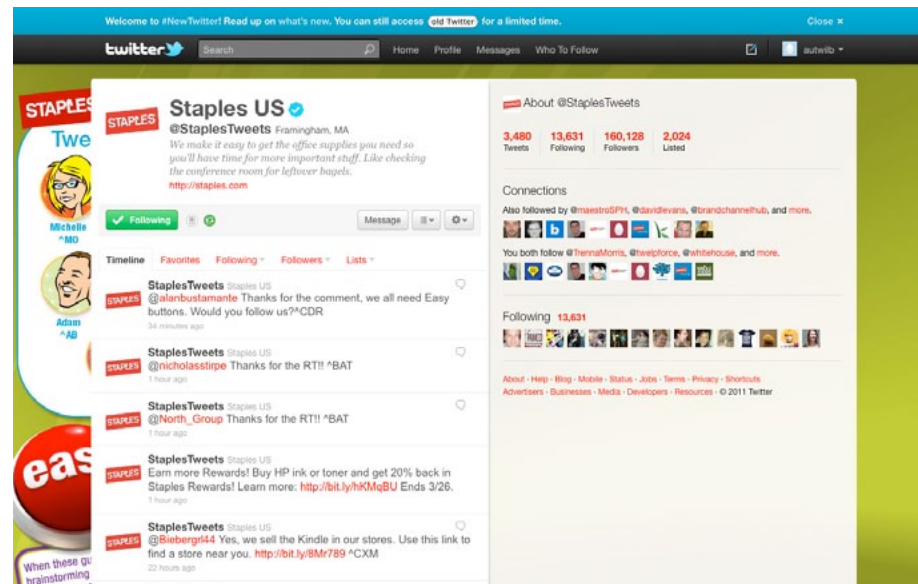 Welcome to #NewTwitter! Read up on what's new. You can still access old Twitter for a limited time.
Close ×
twitter
Search
Home Profile Messages Who To Follow
autwilb
STAPLES
Twe
Michelle
^MO
Adam
^AB
eas
When these gu
brainstorming
STAPLES
Staples US
@StaplesTweets Framingham, MA
We make it easy to get the office supplies you need so
you'll have time for more important stuff. Like checking
the conference room for leftover bagels.
http://staples.com
Following
Message
Timeline Favorites Following Followers Lists
StaplesTweets Staples US
STAPLES
@alanbustamante Thanks for the comment, we all need Easy
buttons. Would you follow us?^CDR
34 minutes ago
StaplesTweets Staples US
STAPLES
@nicholasstirpe Thanks for the RT!! ^BAT
1 hour ago
StaplesTweets Staples US
STAPLES
@North_Group Thanks for the RT!! ^BAT
1 hour ago
StaplesTweets Staples US
STAPLES
Earn more Rewards! Buy HP ink or toner and get 20% back in
Staples Rewards! Learn more: http://bit.ly/hKMqBU Ends 3/26.
1 hour ago
StaplesTweets Staples US
STAPLES
@Biebergrl44 Yes, we sell the Kindle in our stores. Use this link to
find a store near you. http://bit.ly/8Mr789 ^CXM
22 hours ago
About @StaplesTweets
3,480 13,631 160,128 2,024
Tweets Following Followers Listed
Connections
Also followed by @maestroSPH, @davidlevans, @brandchannelhub, and more.
You both follow @TrennaMorris, @twelpforce, @whitehouse, and more.
Following 13,631
About · Help · Blog · Mobile · Status · Jobs · Terms · Privacy · Shortcuts
Advertisers · Businesses · Media · Developers · Resources · © 2011 Twitter